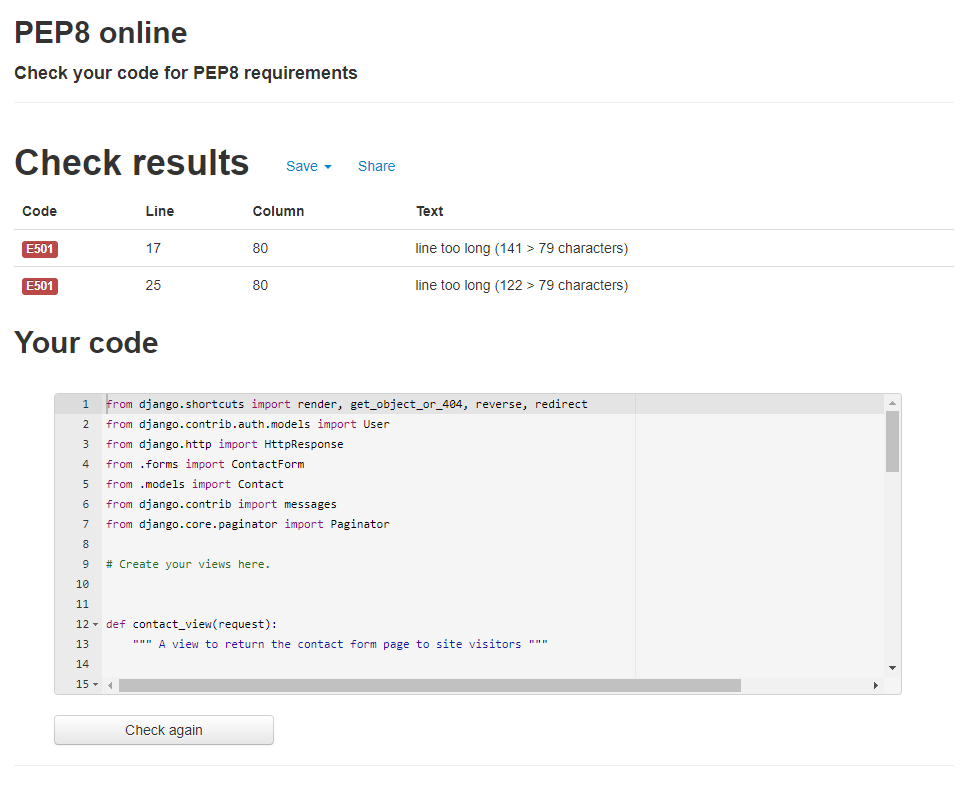 PEP8 online
Check your code for PEP8 requirements
Check results Save Share
Code Line Column Text
E501 17 80 line too long (141 > 79 characters)
E501 25 80 line too long (122 > 79 characters)
Your code
1 from django.shortcuts import render, get_object_or_404, reverse, redirect
2 from django.contrib.auth.models import User
3 from django.http import HttpResponse
4 from .forms import ContactForm
5 from .models import Contact
6 from django.contrib import messages
7 from django.core.paginator import Paginator
8
9 # Create your views here.
10
11
12 def contact_view(request):
13     """ A view to return the contact form page to site visitors """
14
15
Check again